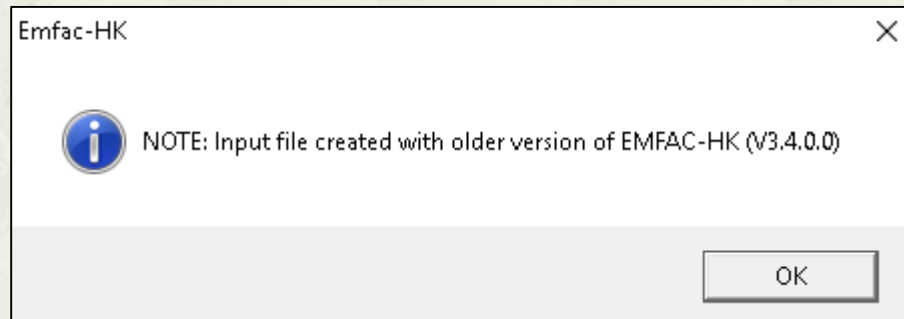 Emfac-HK
NOTE: Input file created with older version of EMFAC-HK (V3.4.0.0)
OK